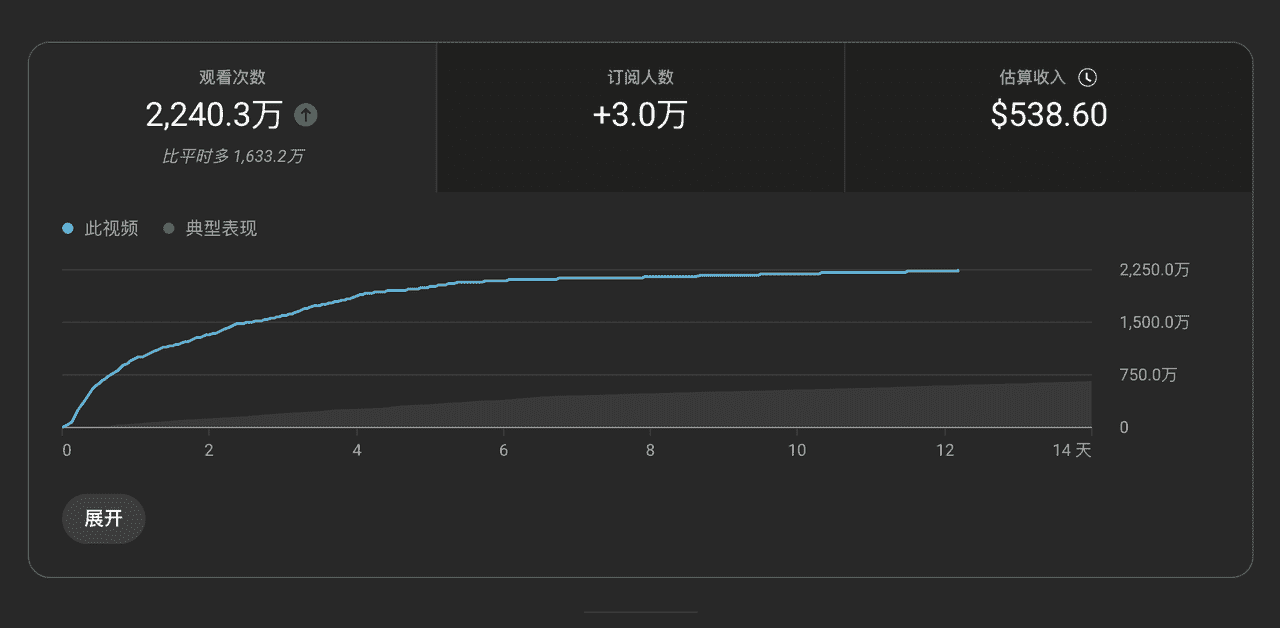 观看次数
2,240.3万
比平时多 1,633.2万
订阅人数
+3.0万
估算收入
$538.60
此视频
典型表现
2,250.0万
1,500.0万
750.0万
0
0 2 4 6 8 10 12 14 天
展开